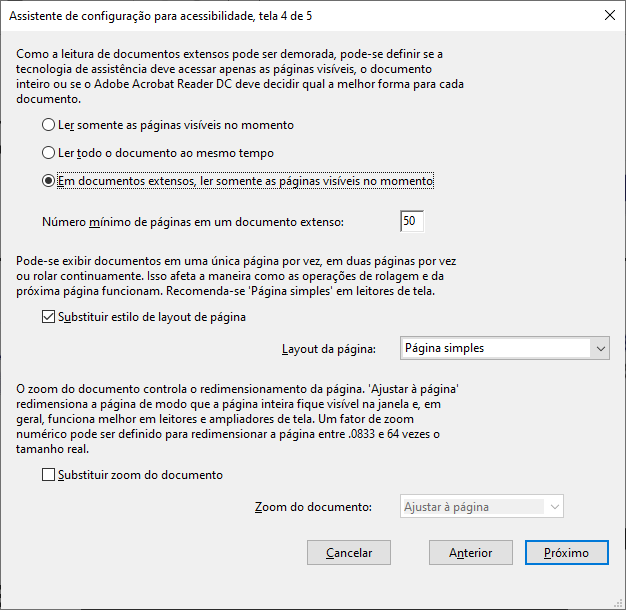 Assistente de configuração para acessibilidade, tela 4 de 5
Como a leitura de documentos extensos pode ser demorada, pode-se definir se a
tecnologia de assistência deve acessar apenas as páginas visíveis, o documento
inteiro ou se o Adobe Acrobat Reader DC deve decidir qual a melhor forma para cada
documento.
Ler somente as páginas visíveis no momento
Ler todo o documento ao mesmo tempo
Em documentos extensos, ler somente as páginas visíveis no momento
Número mínimo de páginas em um documento extenso: 50
Pode-se exibir documentos em uma única página por vez, em duas páginas por vez
ou rolar continuamente. Isso afeta a maneira como as operações de rolagem e da
próxima página funcionam. Recomenda-se 'Página simples' em leitores de tela.
Substituir estilo de layout de página
Layout da página: Página simples
O zoom do documento controla o redimensionamento da página. 'Ajustar à página'
redimensiona a página de modo que a página inteira fique visível na janela e, em
geral, funciona melhor em leitores e ampliadores de tela. Um fator de zoom
numérico pode ser definido para redimensionar a página entre .0833 e 64 vezes o
tamanho real.
Substituir zoom do documento
Zoom do documento: Ajustar à página
Cancelar Anterior Próximo